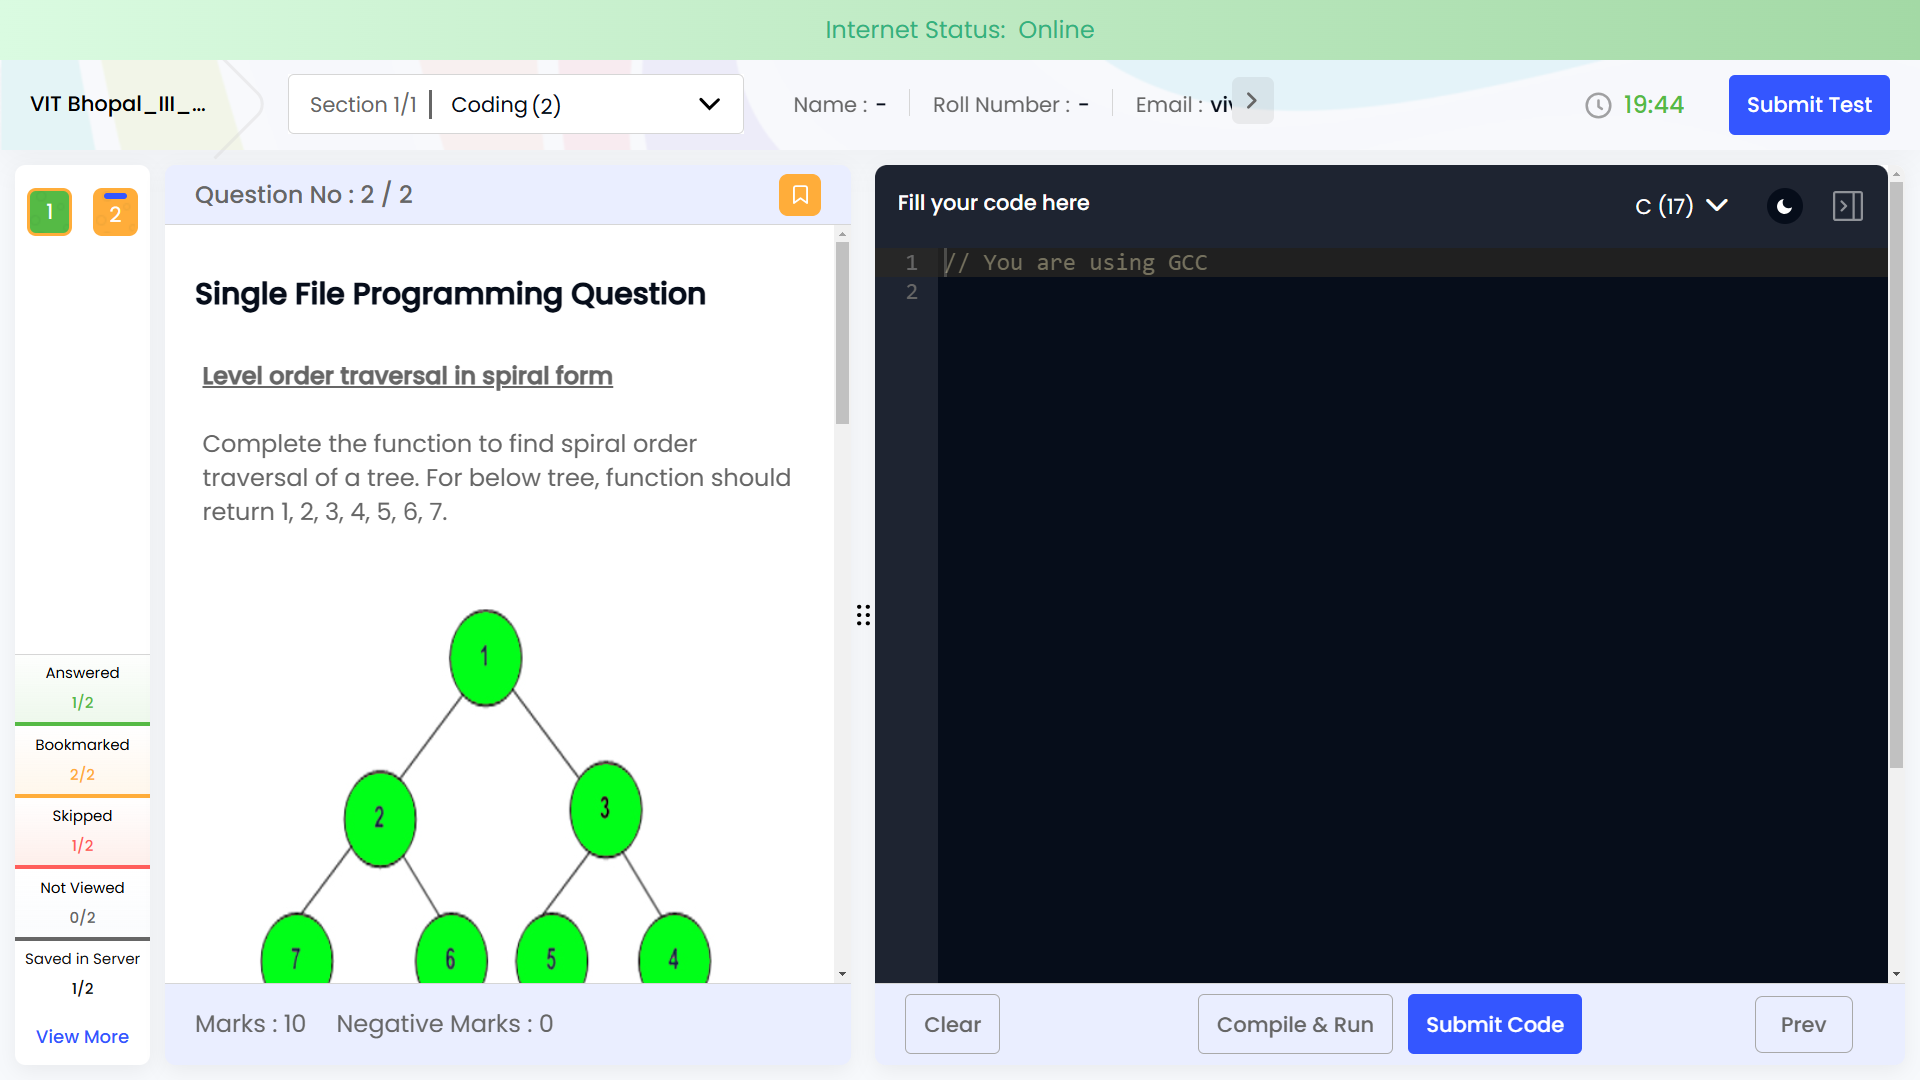 Internet Status: Online
VIT Bhopal_III_...
Section 1/1 | Coding (2)
Name : -
Roll Number : -
Email : viv
19:44
Submit Test
1
2
Question No : 2 / 2
Single File Programming Question
Level order traversal in spiral form
Complete the function to find spiral order
traversal of a tree. For below tree, function should
return 1, 2, 3, 4, 5, 6, 7.
1
2
3
7
6
5
4
Answered
1/2
Bookmarked
2/2
Skipped
1/2
Not Viewed
0/2
Saved in Server
1/2
View More
Marks : 10
Negative Marks : 0
Fill your code here
C (17)
1 // You are using GCC
2
Clear
Compile & Run
Submit Code
Prev